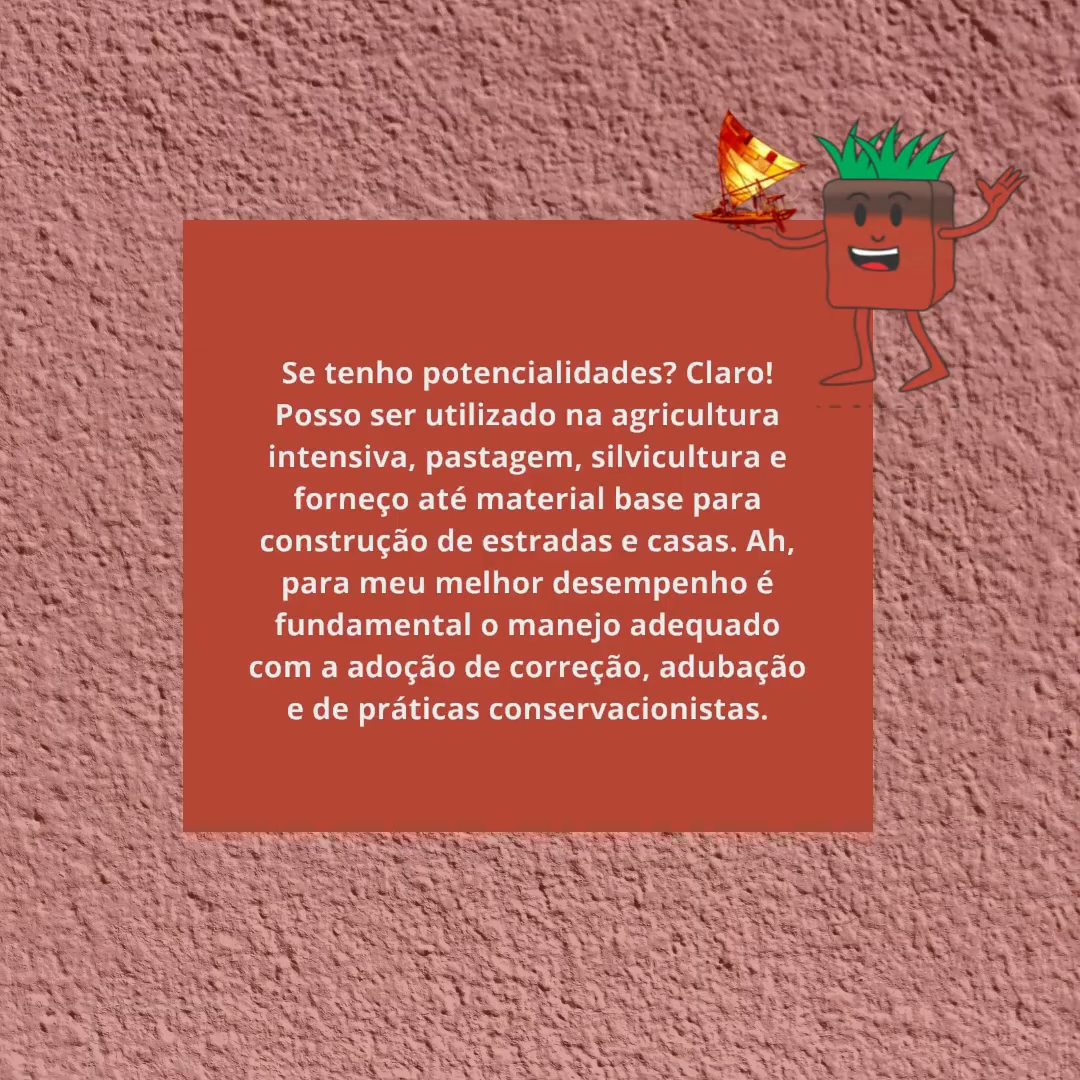 Se tenho potencialidades? Claro!
Posso ser utilizado na agricultura
intensiva, pastagem, silvicultura e
forneço até material base para
construção de estradas e casas. Ah,
para meu melhor desempenho é
fundamental o manejo adequado
com a adoção de correção, adubação
e de práticas conservacionistas.